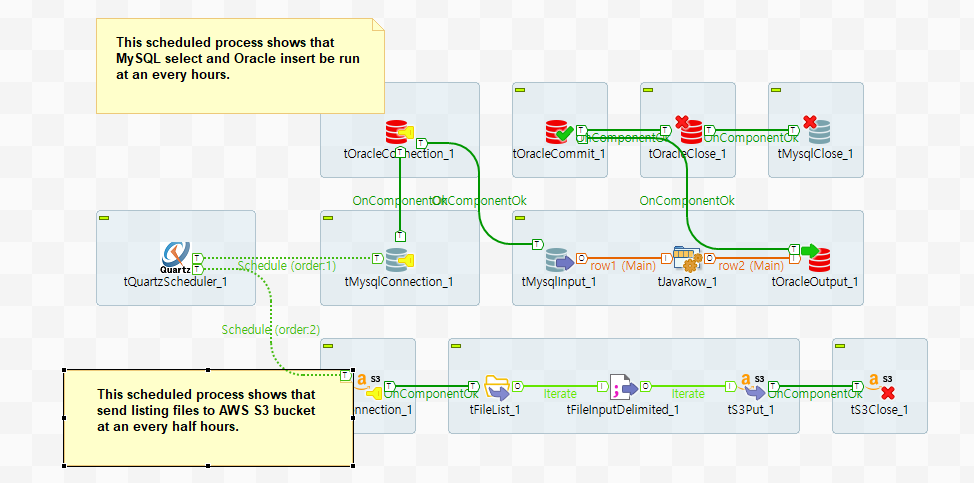 This scheduled process shows that
MySQL select and Oracle insert be run
at an every hours.
tOracleConnection_1
tOracleCommit_1
OnComponentOk
tOracleClose_1
OnComponentOk
tMysqlClose_1
OnComponentOk
OnComponentOk
OnComponentOk
Quartz
tQuartzScheduler_1
Schedule (order:1)
tMysqlConnection_1
tMysqlInput_1
row1 (Main)
tJavaRow_1
row2 (Main)
tOracleOutput_1
Schedule (order:2)
This scheduled process shows that
send listing files to AWS S3 bucket
at an every half hours.
a S3
nnection_1
OnComponentOk
tFileList_1
Iterate
tFileInputDelimited_1
Iterate
a S3
tS3Put_1
OnComponentOk
a S3
tS3Close_1